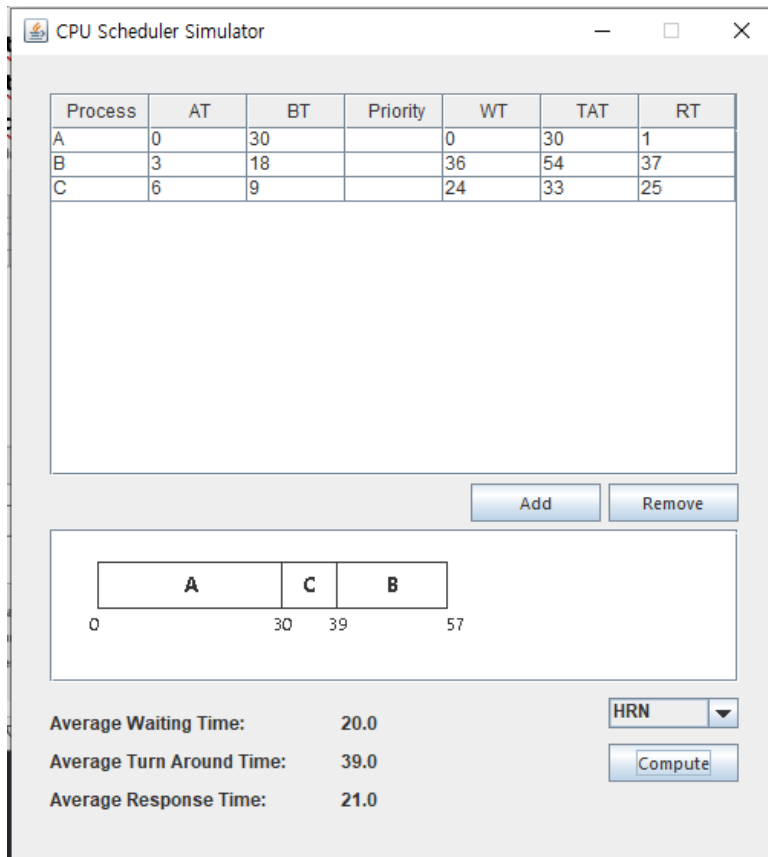 CPU Scheduler Simulator
Process AT BT Priority WT TAT RT
A 0 30 0 30 1
B 3 18 36 54 37
C 6 9 24 33 25
Add Remove
A C B
0 30 39 57
Average Waiting Time: 20.0 HRN
Average Turn Around Time: 39.0 Compute
Average Response Time: 21.0